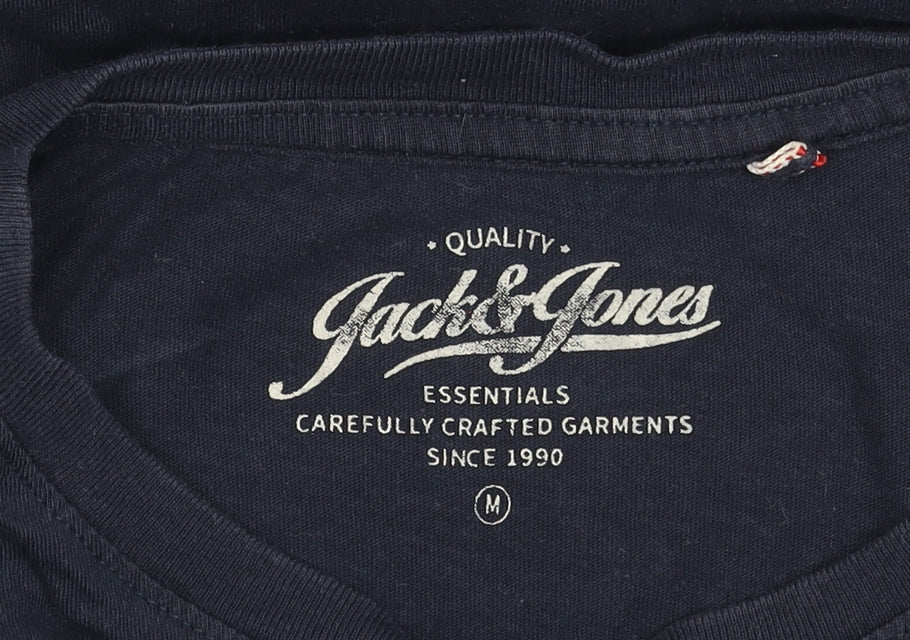 QUALITY
Jack&Jones
ESSENTIALS
CAREFULLY CRAFTED GARMENTS
SINCE 1990
M